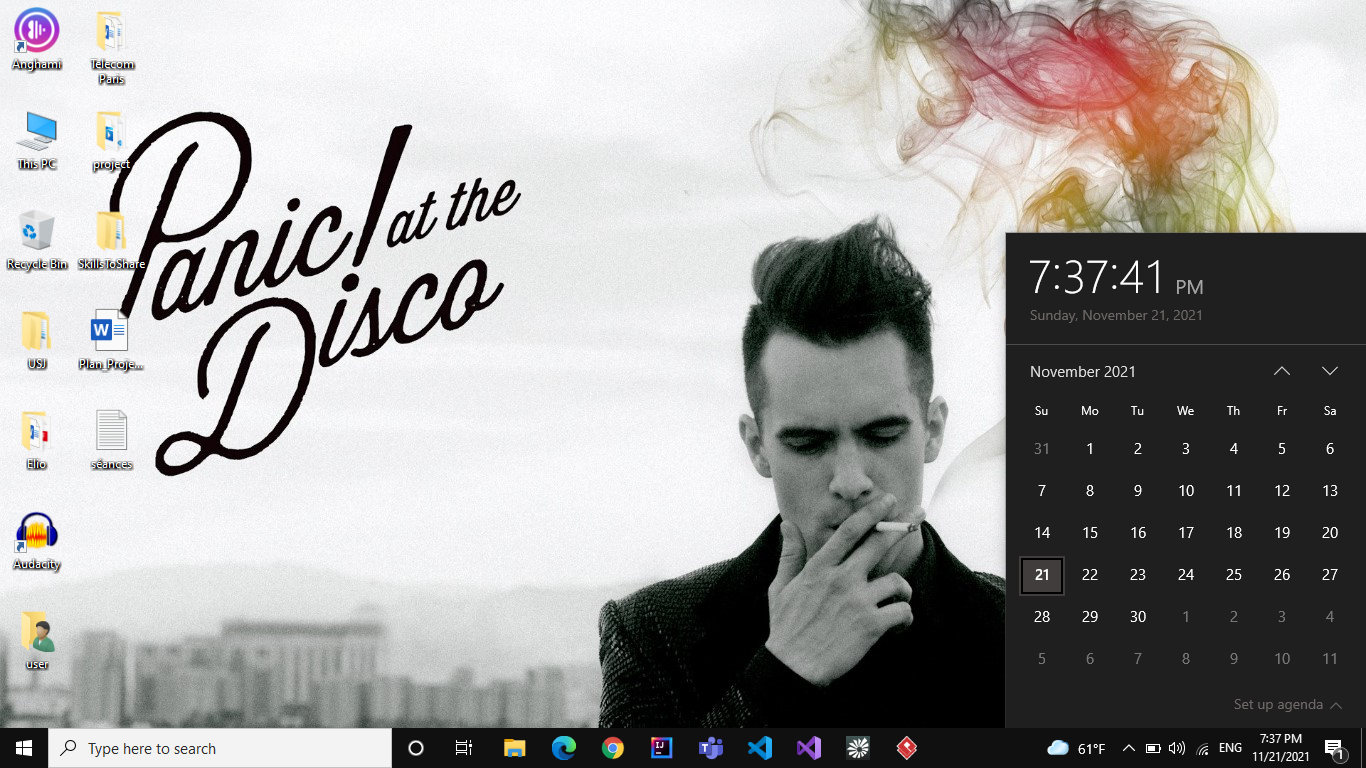 Anghami
Telecom
Paris
This PC
project
Recycle Bin
SkillsToShare
USJ
Plan_Proje...
Elio
séances
Audacity
user
Panic! at the
Disco
7:37:41 PM
Sunday, November 21, 2021
November 2021
Su Mo Tu We Th Fr Sa
31 1 2 3 4 5 6
7 8 9 10 11 12 13
14 15 16 17 18 19 20
21 22 23 24 25 26 27
28 29 30 1 2 3 4
5 6 7 8 9 10 11
Set up agenda
Type here to search
61°F
ENG
7:37 PM
11/21/2021
1